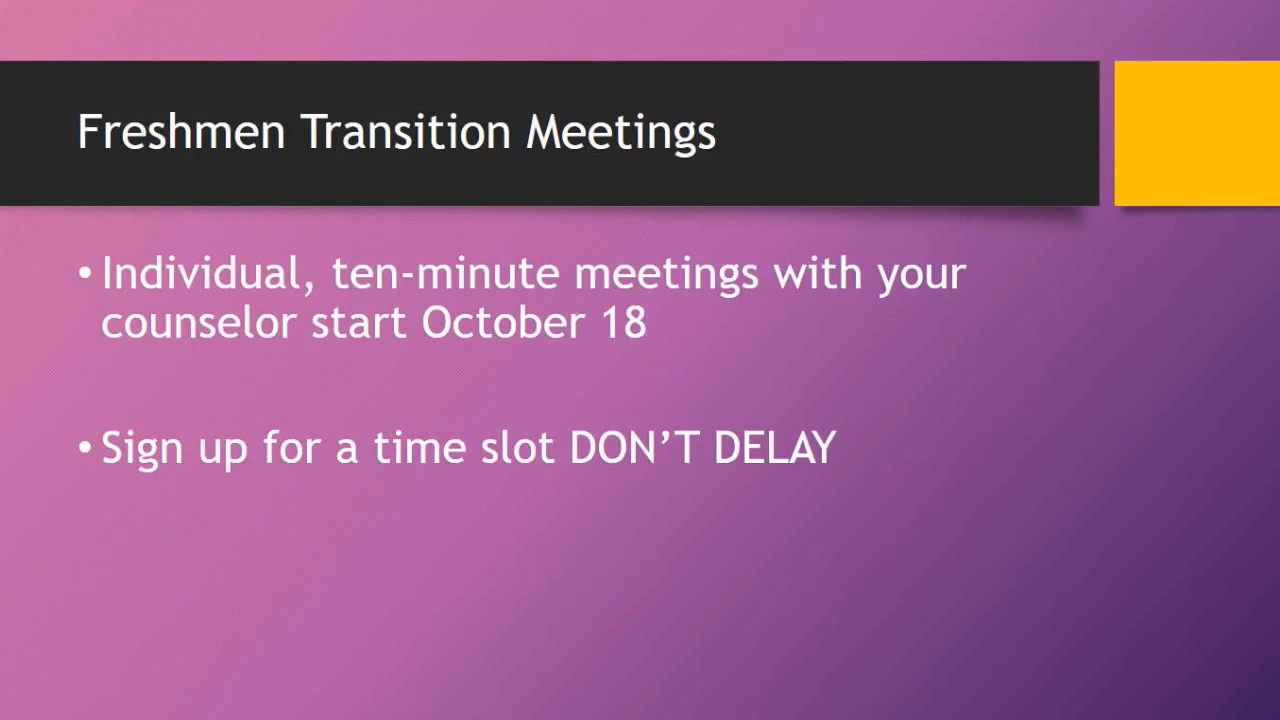 Freshmen Transition Meetings
• Individual, ten-minute meetings with your
counselor start October 18
• Sign up for a time slot DON’T DELAY